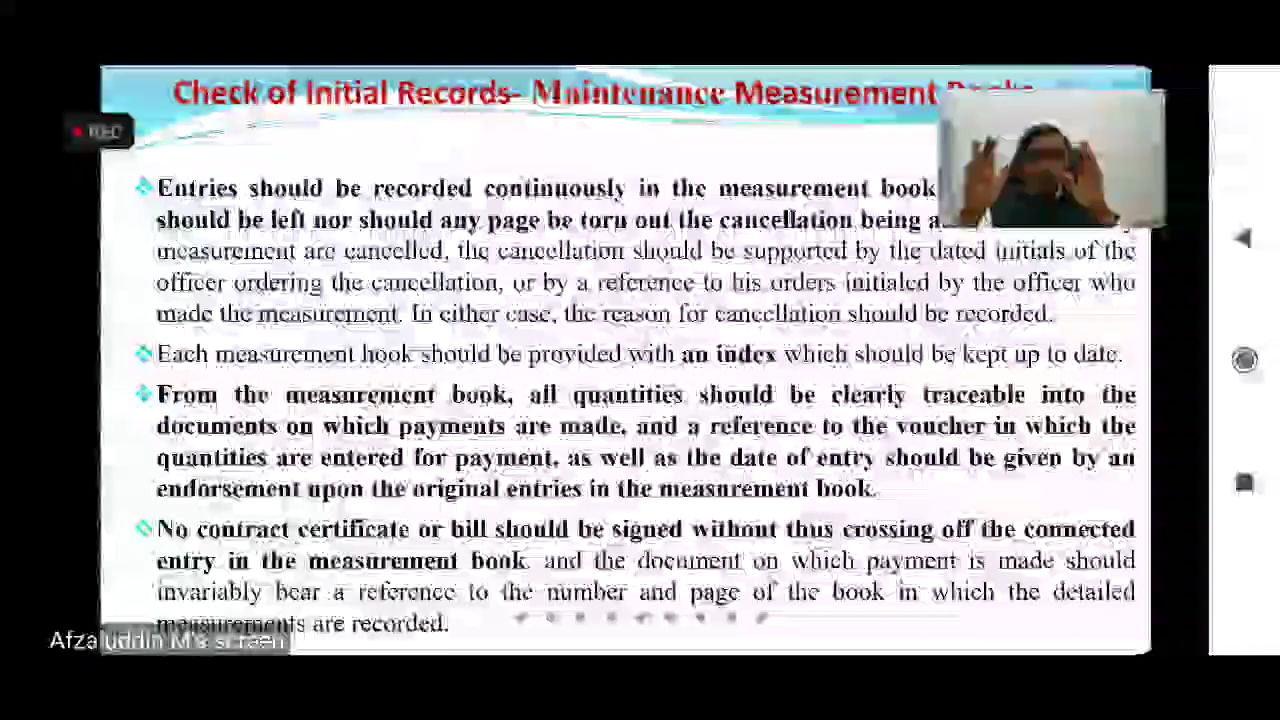 Check of Initial Records- Maintenance Measurement Books
REC
Entries should be recorded continuously in the measurement book
should be left nor should any page be torn out the cancellation being
measurement are cancelled, the cancellation should be supported by the dated initials of the
officer ordering the cancellation, or by a reference to his orders initialed by the officer who
made the measurement. In either case, the reason for cancellation should be recorded.
Each measurement book should be provided with an index which should be kept up to date.
From the measurement book, all quantities should be clearly traceable into the
documents on which payments are made, and a reference to the voucher in which the
quantities are entered for payment, as well as the date of entry should be given by an
endorsement upon the original entries in the measurement book.
No contract certificate or bill should be signed without thus crossing off the connected
entry in the measurement book, and the document on which payment is made should
invariably bear a reference to the number and page of the book in which the detailed
measurements are recorded.
Afzaluddin M's screen